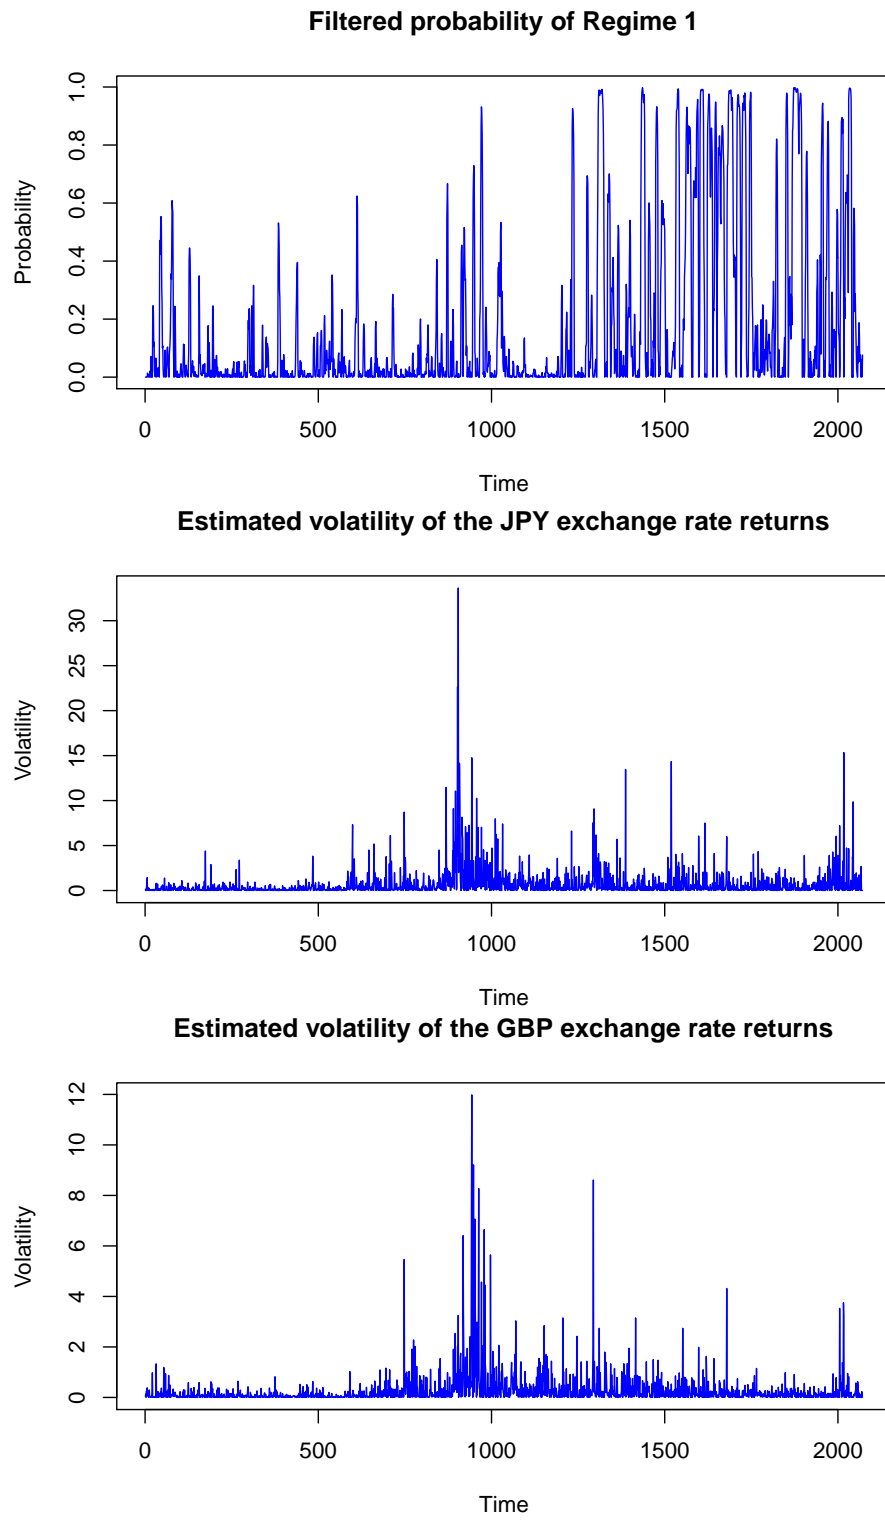 Filtered probability of Regime 1
Probability
0.0 0.2 0.4 0.6 0.8 1.0
0 500 1000 1500 2000
Time
Estimated volatility of the JPY exchange rate returns
Volatility
0 5 10 15 20 25 30
0 500 1000 1500 2000
Time
Estimated volatility of the GBP exchange rate returns
Volatility
0 2 4 6 8 10 12
0 500 1000 1500 2000
Time